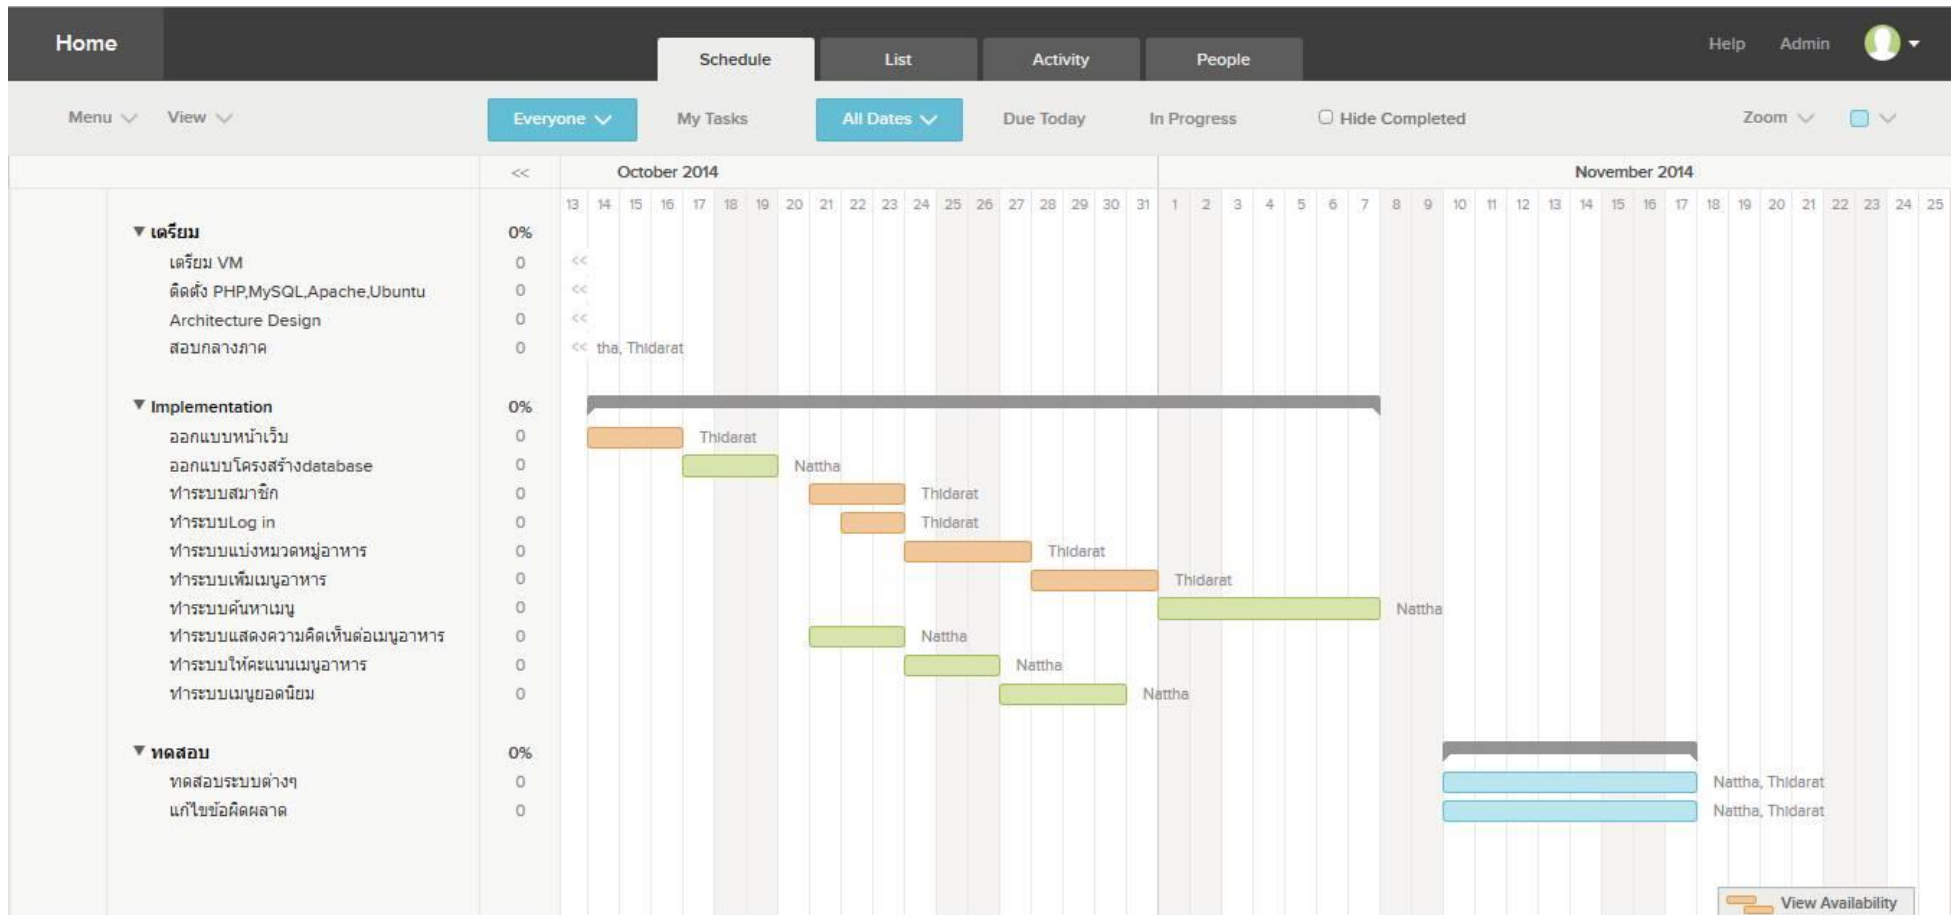 Home
Schedule List Activity People
Help Admin
Menu View Everyone My Tasks All Dates Due Today In Progress Hide Completed Zoom
<< October 2014 November 2014
13 14 15 16 17 18 19 20 21 22 23 24 25 26 27 28 29 30 31 1 2 3 4 5 6 7 8 9 10 11 12 13 14 15 16 17 18 19 20 21 22 23 24 25
เตรียม 0%
เตรียม VM 0 <<
ติดตั้ง PHP,MySQL,Apache,Ubuntu 0 <<
Architecture Design 0 <<
สอบกลางภาค 0 << tha, Thidarat
Implementation 0%
ออกแบบหน้าเว็บ 0 Thidarat
ออกแบบโครงสร้างdatabase 0 Nattha
ทำระบบสมาชิก 0 Thidarat
ทำระบบLog in 0 Thidarat
ทำระบบแบ่งหมวดหมู่อาหาร 0 Thidarat
ทำระบบเพิ่มเมนูอาหาร 0 Thidarat
ทำระบบค้นหาเมนู 0 Nattha
ทำระบบแสดงความคิดเห็นต่อเมนูอาหาร 0 Nattha
ทำระบบให้คะแนนเมนูอาหาร 0 Nattha
ทำระบบเมนูยอดนิยม 0 Nattha
ทดสอบ 0%
ทดสอบระบบต่างๆ 0 Nattha, Thidarat
แก้ไขข้อผิดผลาด 0 Nattha, Thidarat
View Availability